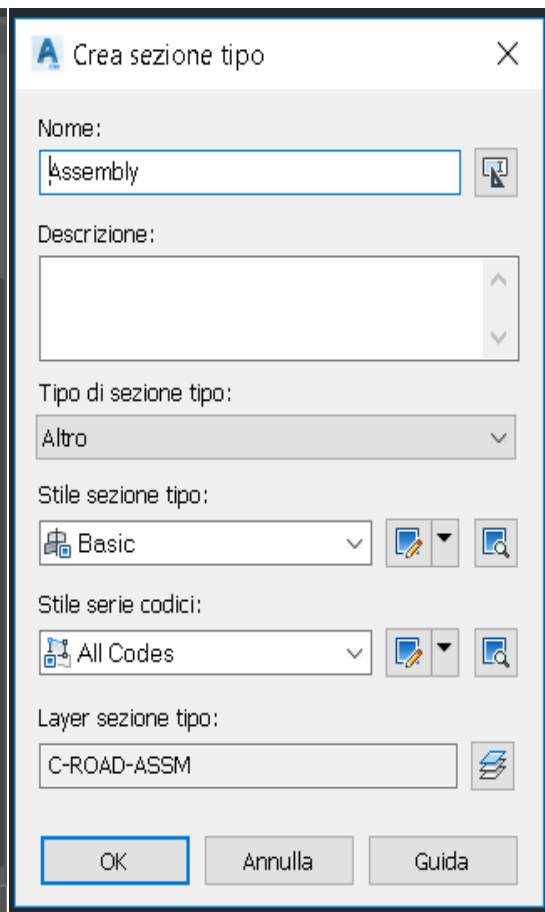 Crea sezione tipo
Nome:
Assembly
Descrizione:
Tipo di sezione tipo:
Altro
Stile sezione tipo:
Basic
Stile serie codici:
All Codes
Layer sezione tipo:
C-ROAD-ASSM
OK Annulla Guida